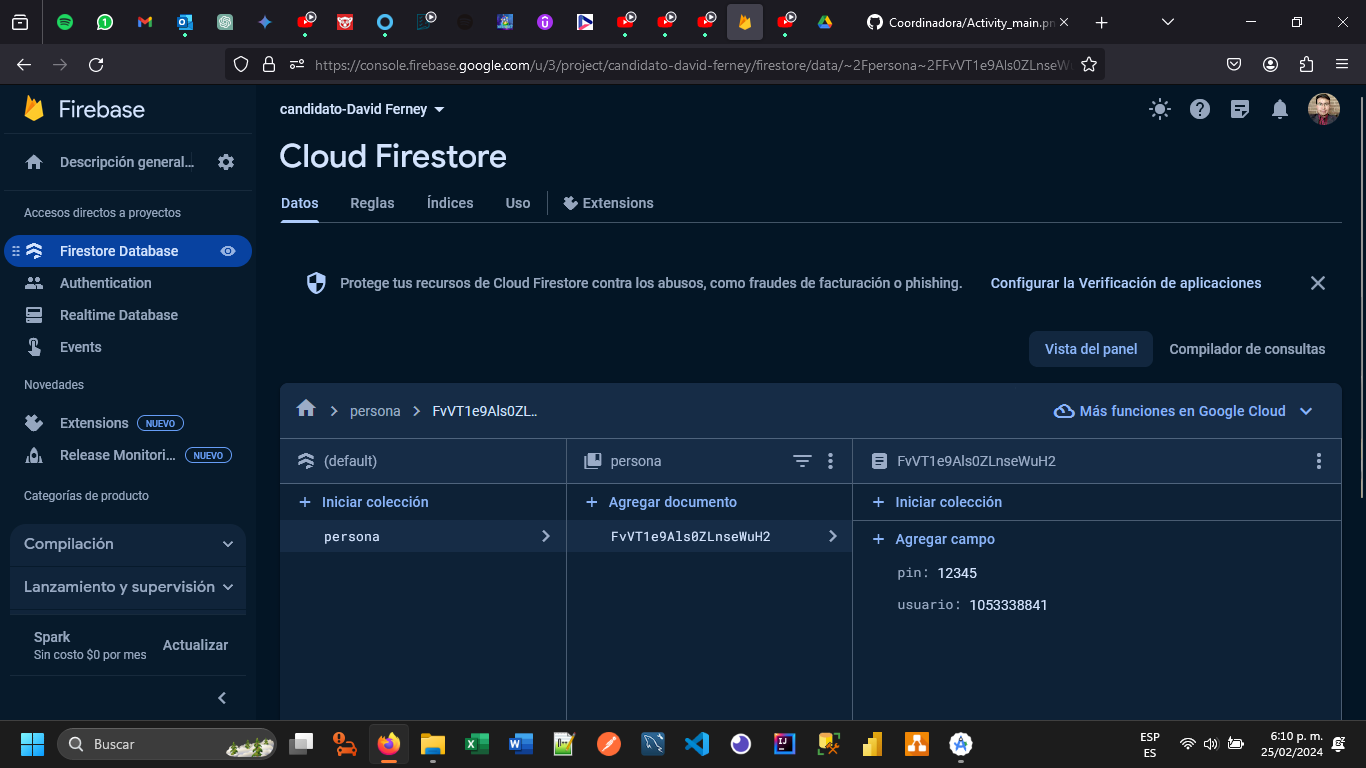 Coordinadora/Activity_main.pn
https://console.firebase.google.com/u/3/project/candidato-david-ferney/firestore/data/~2Fpersona~2FFvVT1e9Als0ZLnseWu
Firebase
candidato-David Ferney
Descripción general...
Cloud Firestore
Accesos directos a proyectos
Datos Reglas Índices Uso Extensions
Firestore Database
Authentication
Realtime Database
Events
Protege tus recursos de Cloud Firestore contra los abusos, como fraudes de facturación o phishing. Configurar la Verificación de aplicaciones
Vista del panel Compilador de consultas
Novedades
Extensions NUEVO
Release Monitori... NUEVO
Categorías de producto
Compilación
Lanzamiento y supervisión
Spark
Sin costo $0 por mes
Actualizar
persona FvVT1e9Als0ZL..
Más funciones en Google Cloud
(default) persona FvVT1e9Als0ZLnseWuH2
Iniciar colección Agregar documento Iniciar colección
persona FvVT1e9Als0ZLnseWuH2 Agregar campo
pin: 12345
usuario: 1053338841
Buscar
ESP
ES
6:10 p. m.
25/02/2024